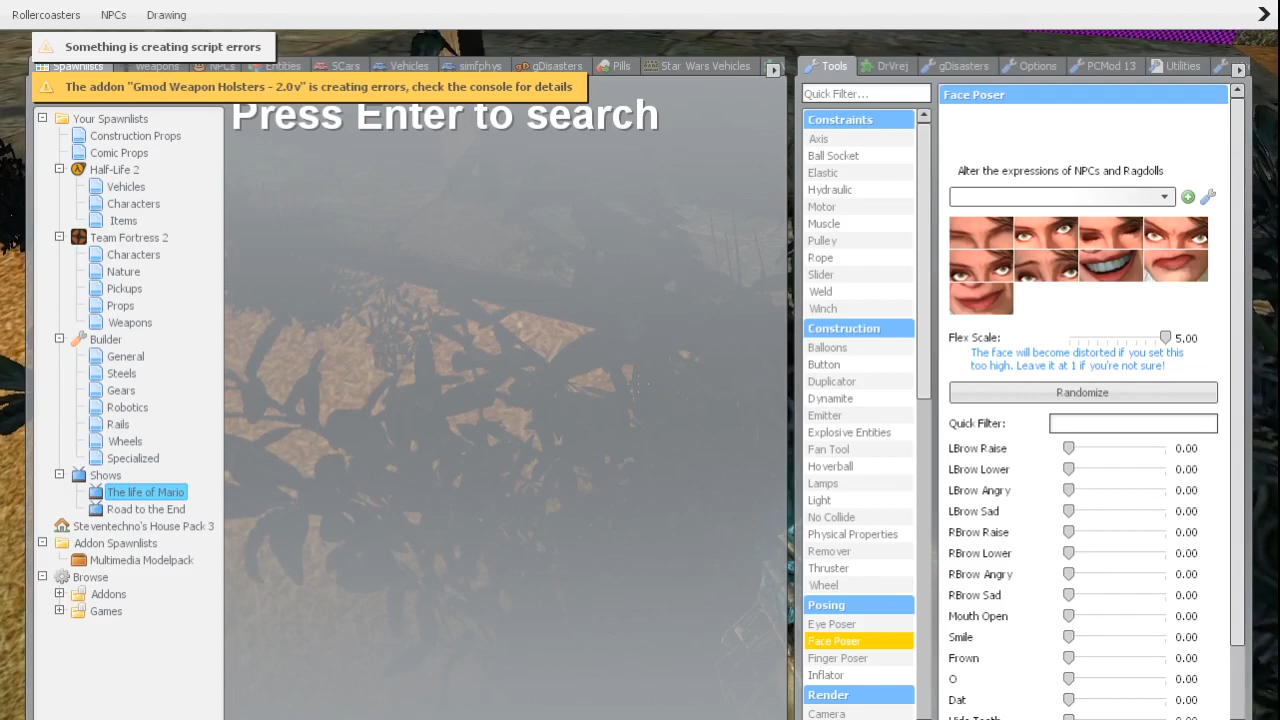 Rollercoasters NPCs Drawing
Something is creating script errors
Spawnlists Weapons NPCs Entities SCars Vehicles simfphys gDisasters Pills Star Wars Vehicles
The addon "Gmod Weapon Holsters - 2.0v" is creating errors, check the console for details
Press Enter to search
Your Spawnlists
Construction Props
Comic Props
Half-Life 2
Vehicles
Characters
Items
Team Fortress 2
Characters
Nature
Pickups
Props
Weapons
Builder
General
Steels
Gears
Robotics
Rails
Wheels
Specialized
Shows
The life of Mario
Road to the End
Steventechno's House Pack 3
Addon Spawnlists
Multimedia Modelpack
Browse
Addons
Games
Tools DrVrej gDisasters Options PCMod 13 Utilities
Quick Filter...
Constraints
Axis
Ball Socket
Elastic
Hydraulic
Motor
Muscle
Pulley
Rope
Slider
Weld
Winch
Construction
Balloons
Button
Duplicator
Dynamite
Emitter
Explosive Entities
Fan Tool
Hoverball
Lamps
Light
No Collide
Physical Properties
Remover
Thruster
Wheel
Posing
Eye Poser
Face Poser
Finger Poser
Inflator
Render
Camera
Face Poser
Alter the expressions of NPCs and Ragdolls
Flex Scale: 5.00
The face will become distorted if you set this
too high. Leave it at 1 if you're not sure!
Randomize
Quick Filter:
LBrow Raise 0.00
LBrow Lower 0.00
LBrow Angry 0.00
LBrow Sad 0.00
RBrow Raise 0.00
RBrow Lower 0.00
RBrow Angry 0.00
RBrow Sad 0.00
Mouth Open 0.00
Smile 0.00
Frown 0.00
O 0.00
Dat 0.00
Hide Teeth 0.00